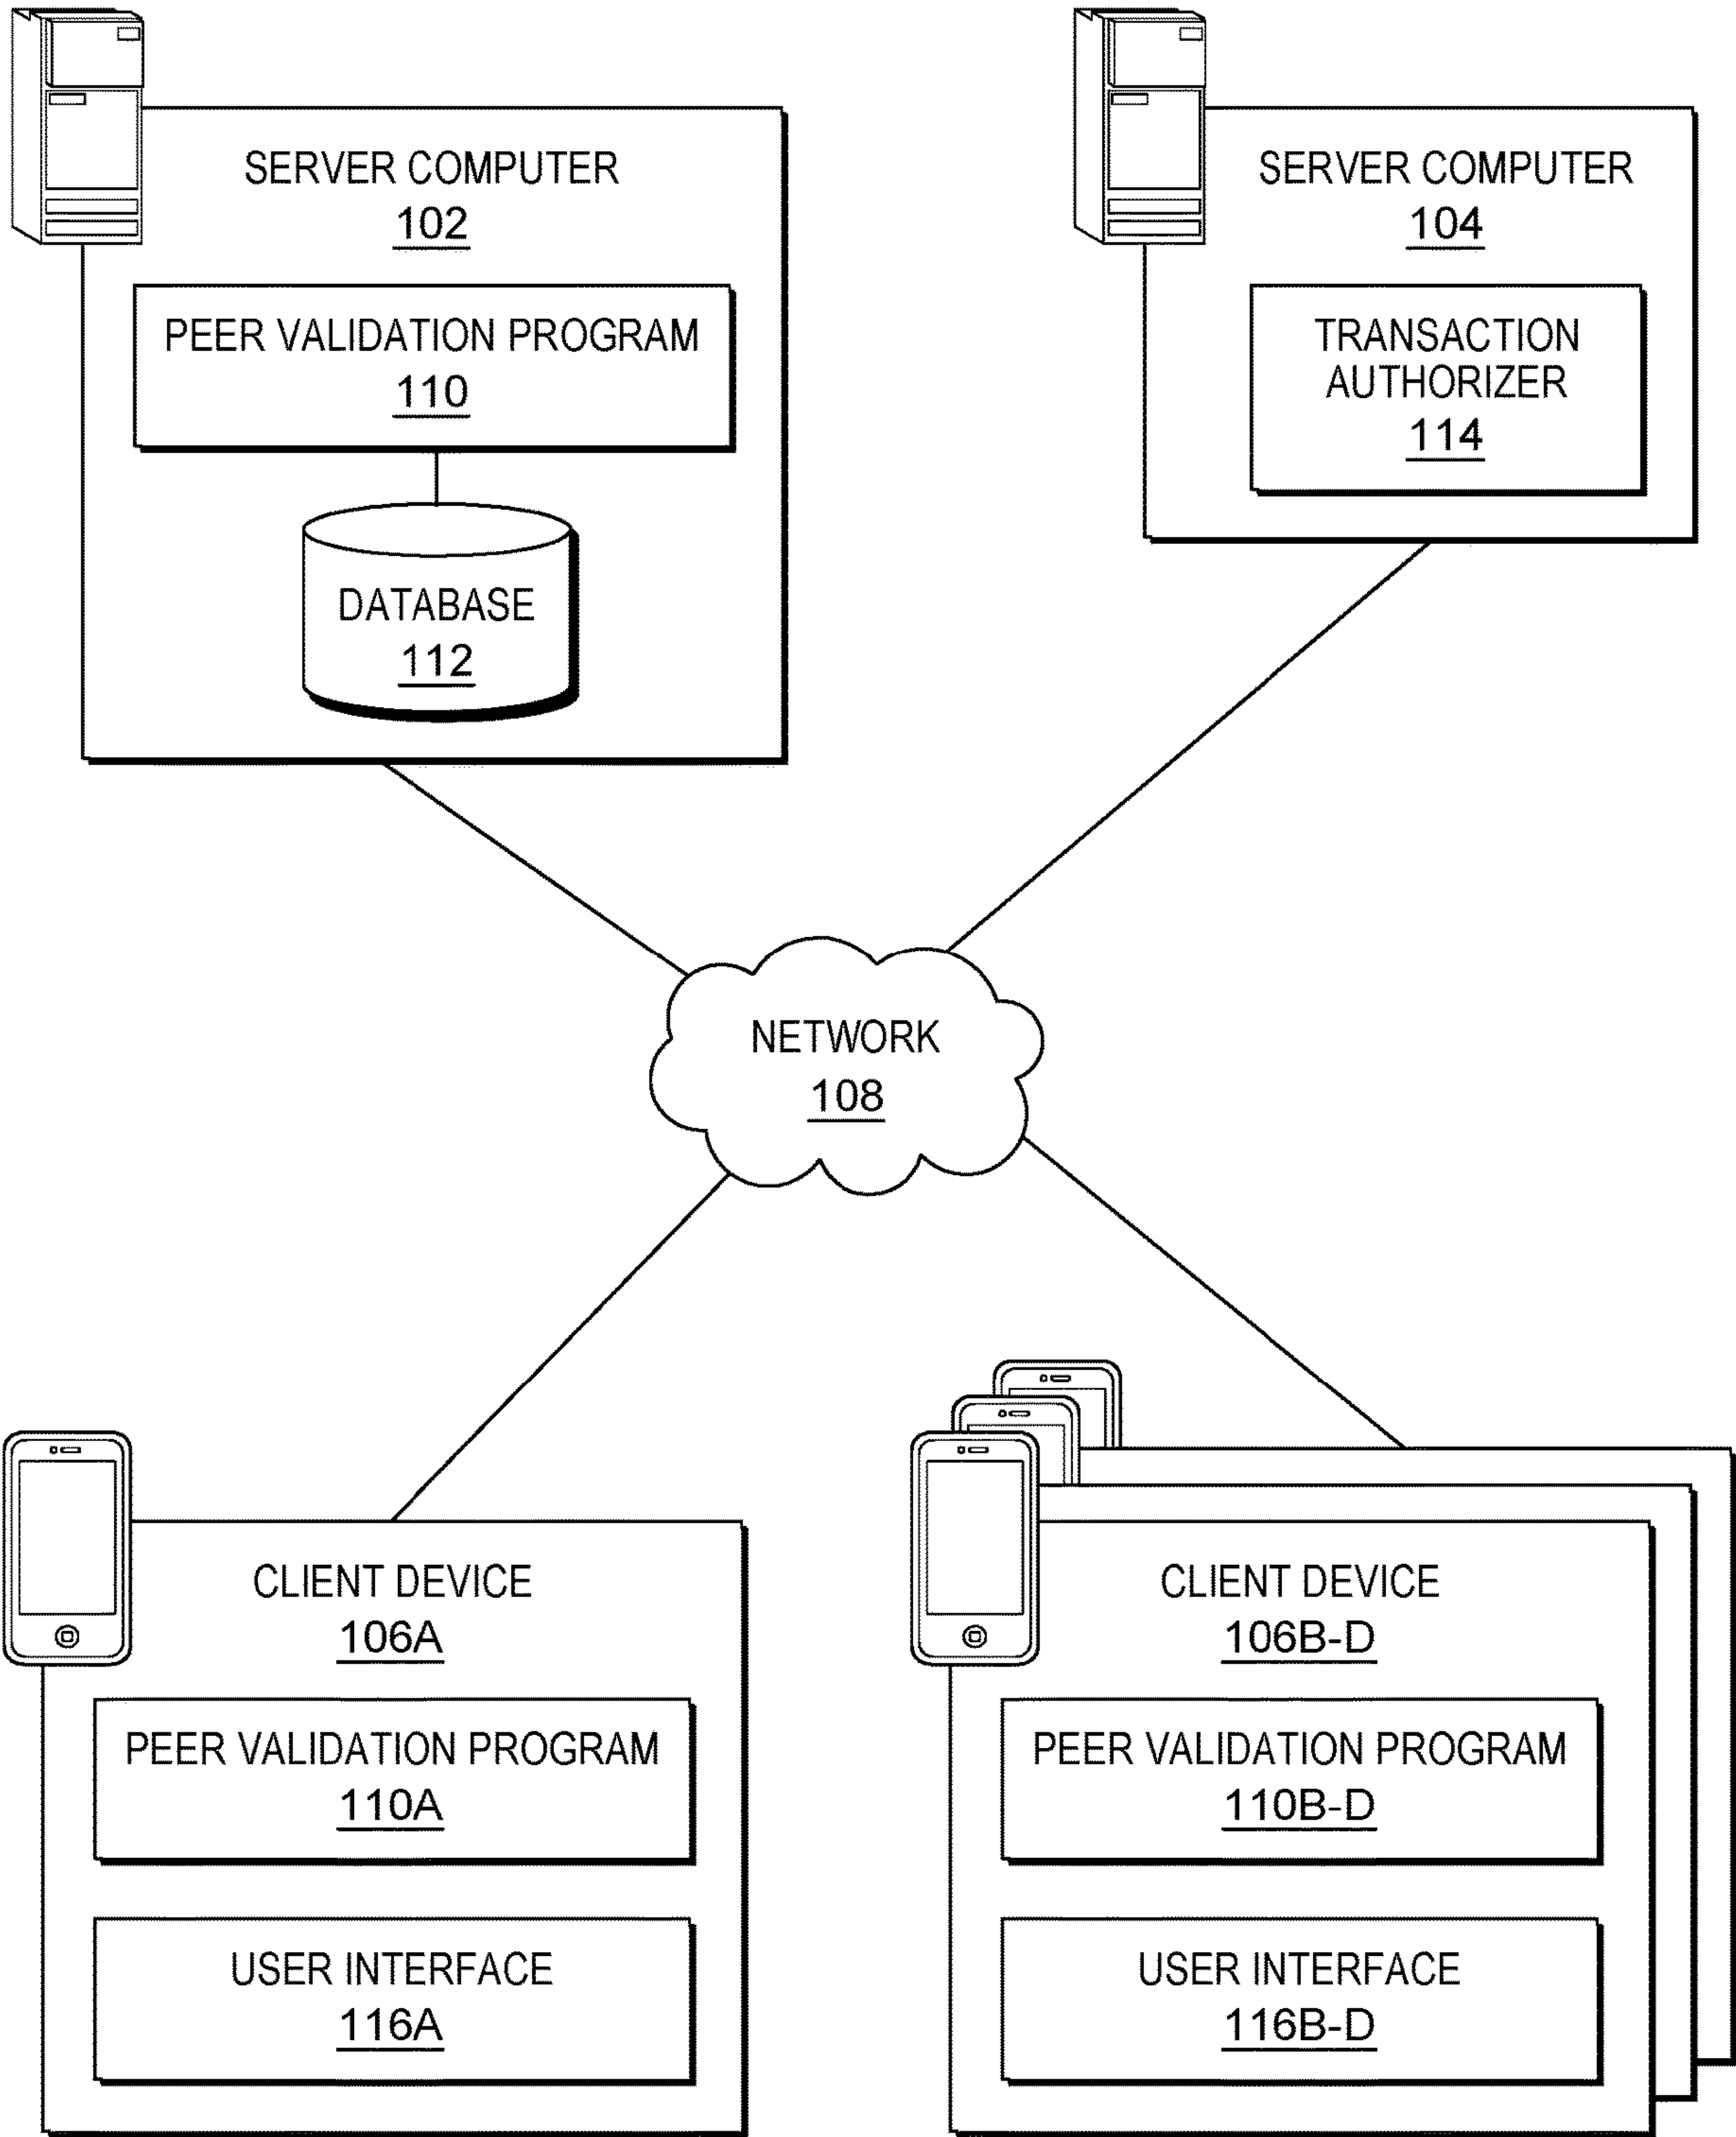 SERVER COMPUTER
102
PEER VALIDATION PROGRAM
110
DATABASE
112
SERVER COMPUTER
104
TRANSACTION
AUTHORIZER
114
NETWORK
108
CLIENT DEVICE
106A
PEER VALIDATION PROGRAM
110A
USER INTERFACE
116A
CLIENT DEVICE
106B-D
PEER VALIDATION PROGRAM
110B-D
USER INTERFACE
116B-D